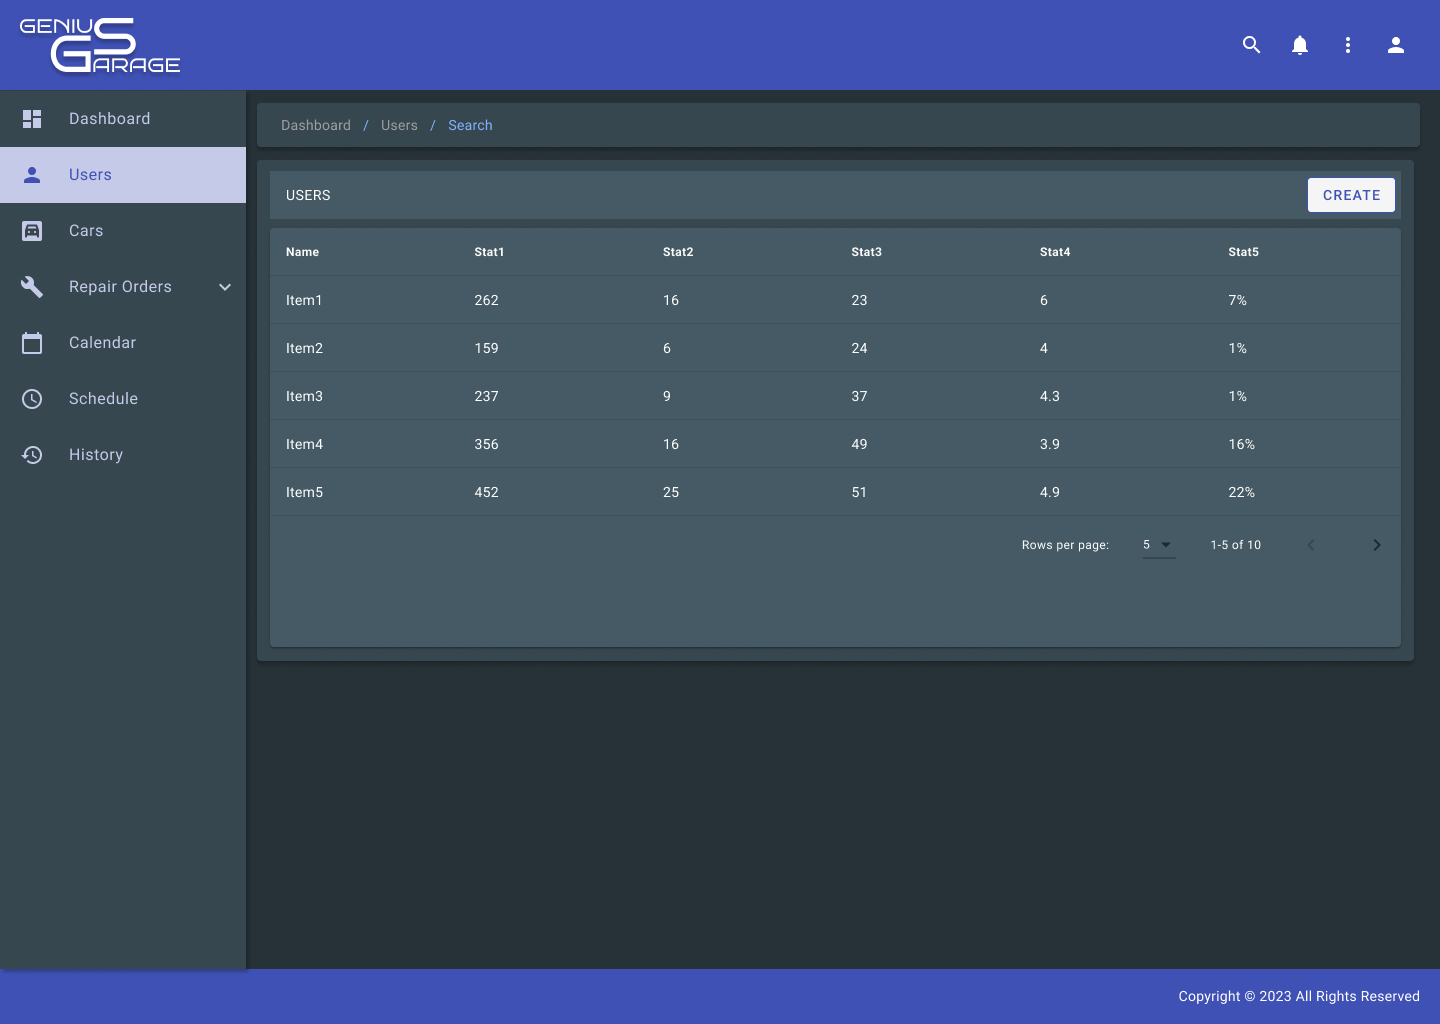 GENIUS
GARAGE
Dashboard
Users
Cars
Repair Orders
Calendar
Schedule
History
Dashboard / Users / Search
USERS CREATE
Name Stat1 Stat2 Stat3 Stat4 Stat5
Item1 262 16 23 6 7%
Item2 159 6 24 4 1%
Item3 237 9 37 4.3 1%
Item4 356 16 49 3.9 16%
Item5 452 25 51 4.9 22%
Rows per page: 5 1-5 of 10
Copyright © 2023 All Rights Reserved